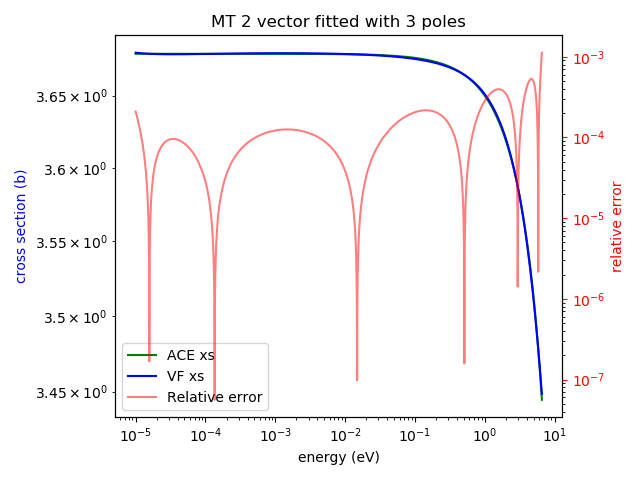 MT 2 vector fitted with 3 poles
cross section (b)
3.65 × 10⁰
3.6 × 10⁰
3.55 × 10⁰
3.5 × 10⁰
3.45 × 10⁰
10⁻³
10⁻⁴
10⁻⁵
10⁻⁶
10⁻⁷
relative error
ACE xs
VF xs
Relative error
10⁻⁵ 10⁻⁴ 10⁻³ 10⁻² 10⁻¹ 10⁰ 10¹
energy (eV)